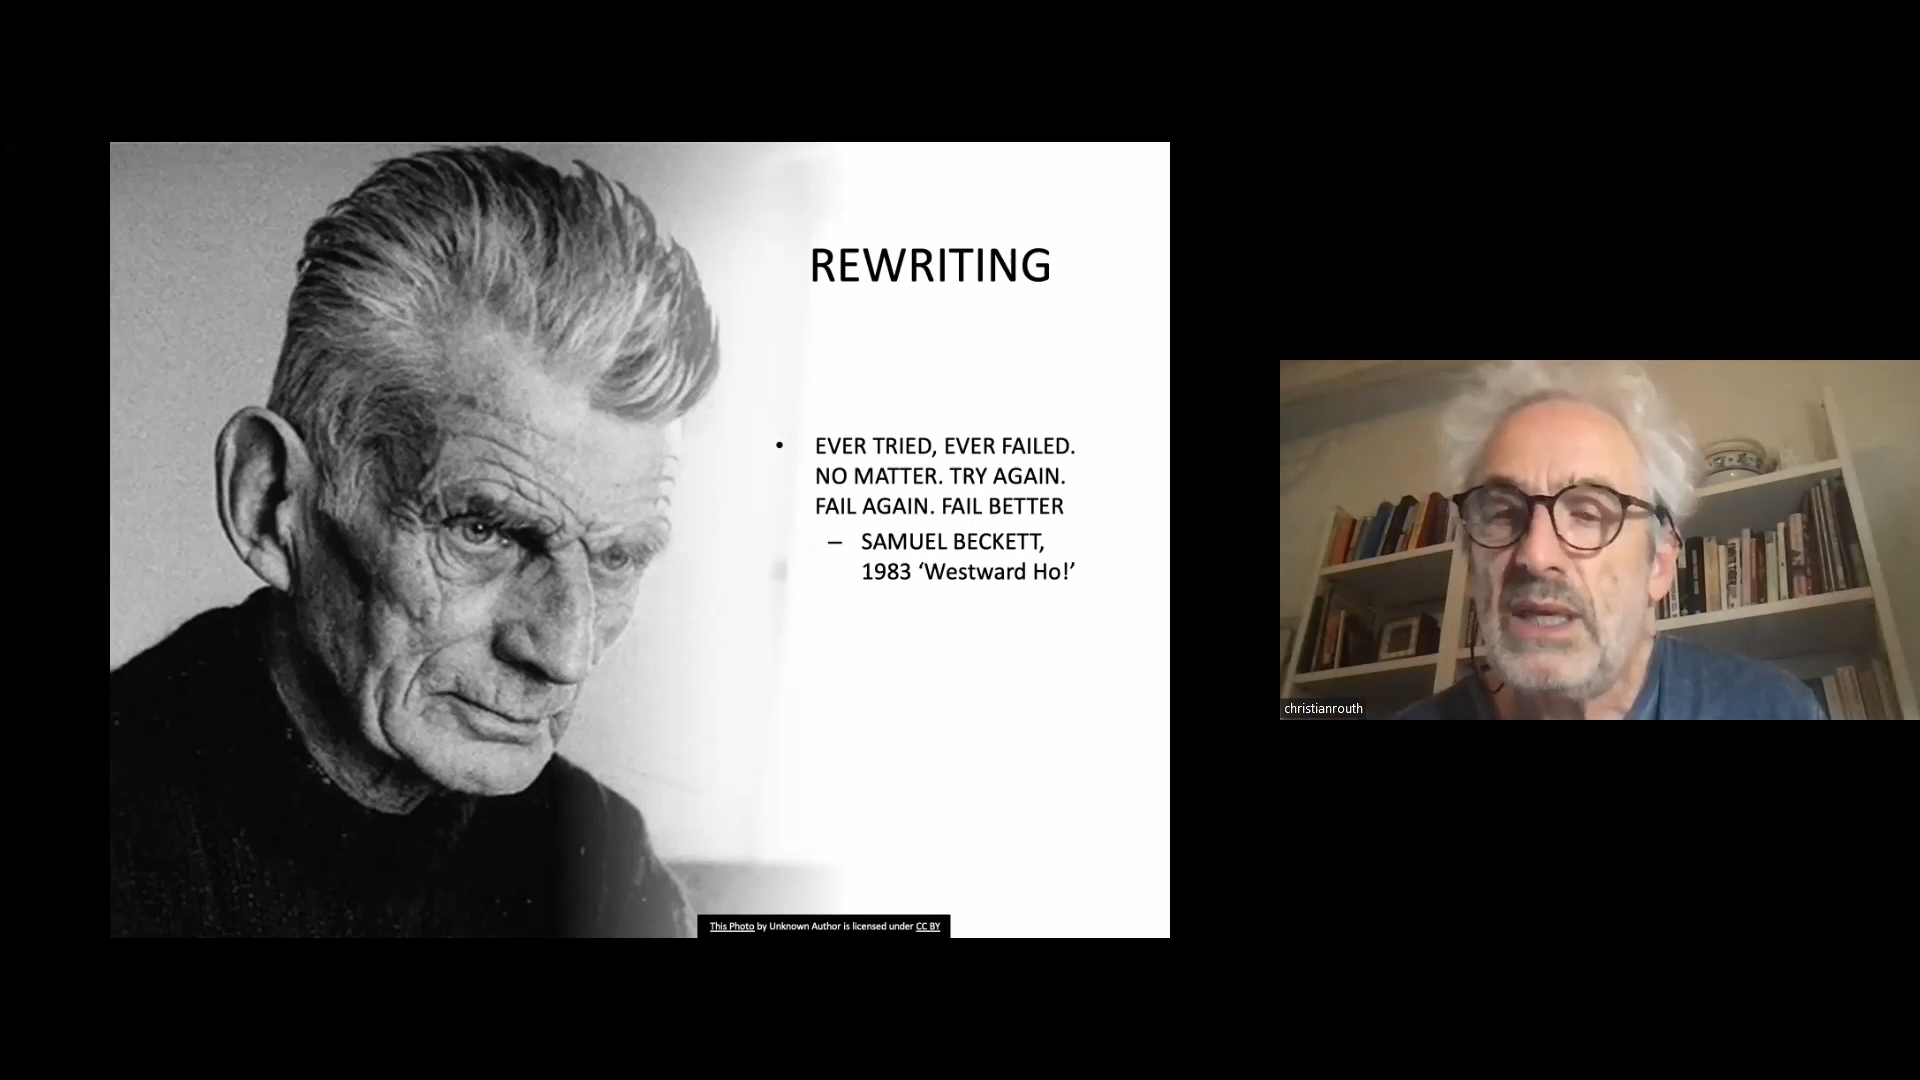 REWRITING
• EVER TRIED, EVER FAILED.
NO MATTER. TRY AGAIN.
FAIL AGAIN. FAIL BETTER
– SAMUEL BECKETT,
1983 ‘Westward Ho!’
This Photo by Unknown Author is licensed under CC BY
christianrouth